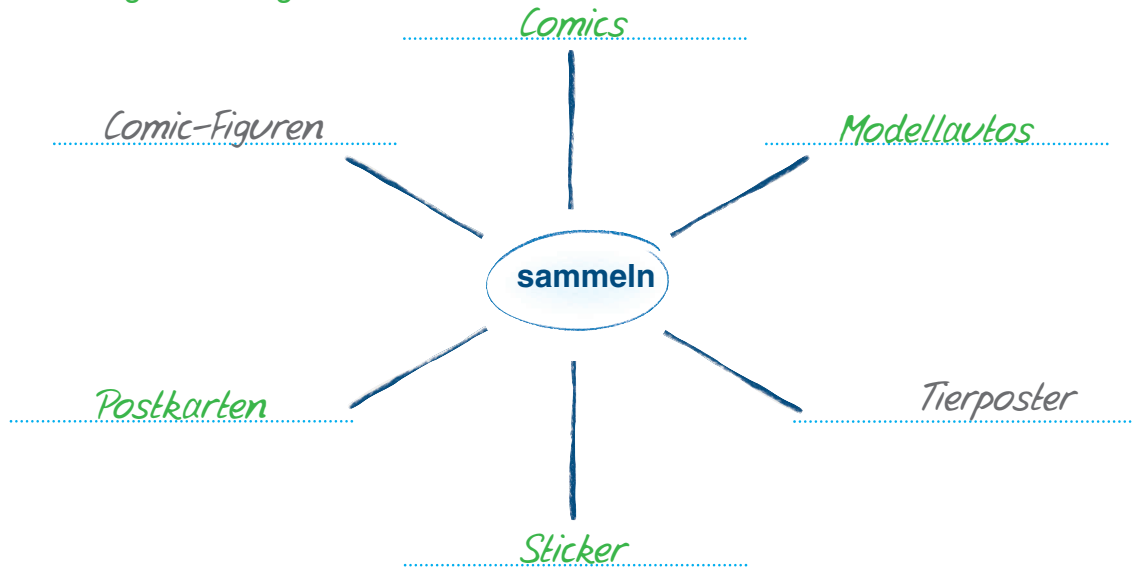 Comics
Comic-Figuren
Modellautos
sammeln
Postkarten
Tierposter
Sticker